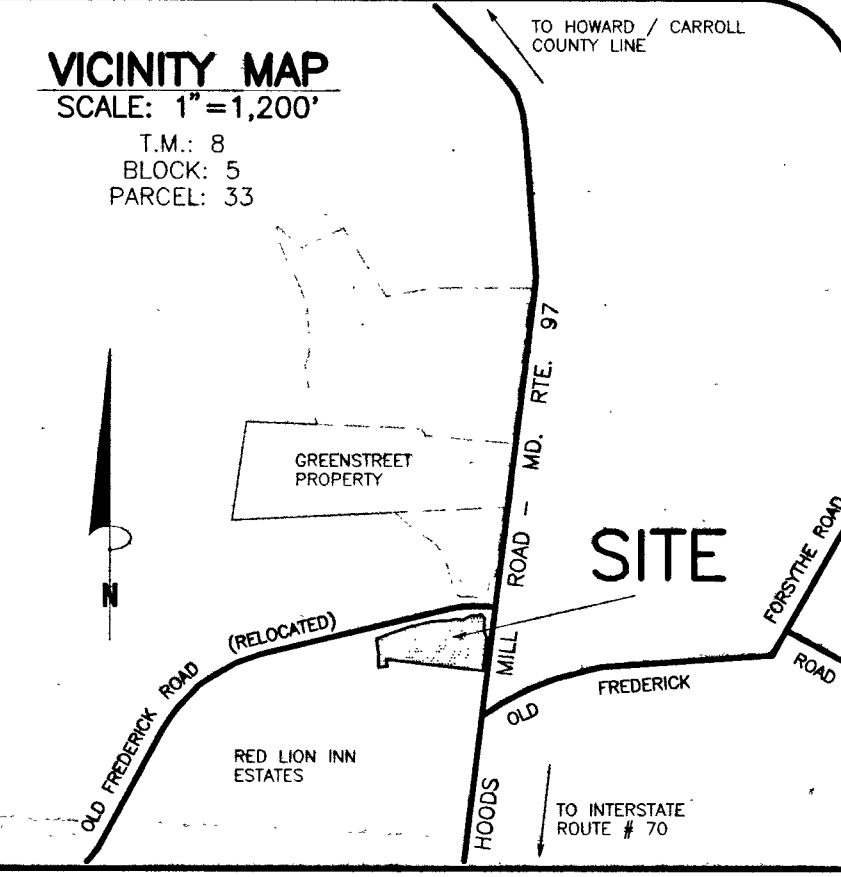 VICINITY MAP
SCALE: 1"=1,200'
T.M.: 8
BLOCK: 5
PARCEL: 33
TO HOWARD / CARROLL
COUNTY LINE
HOODS MILL ROAD - MD. RTE. 97
GREENSTREET
PROPERTY
SITE
FORSYTHE ROAD
ROAD
N
OLD FREDERICK ROAD (RELOCATED)
OLD FREDERICK
RED LION INN
ESTATES
TO INTERSTATE
ROUTE # 70